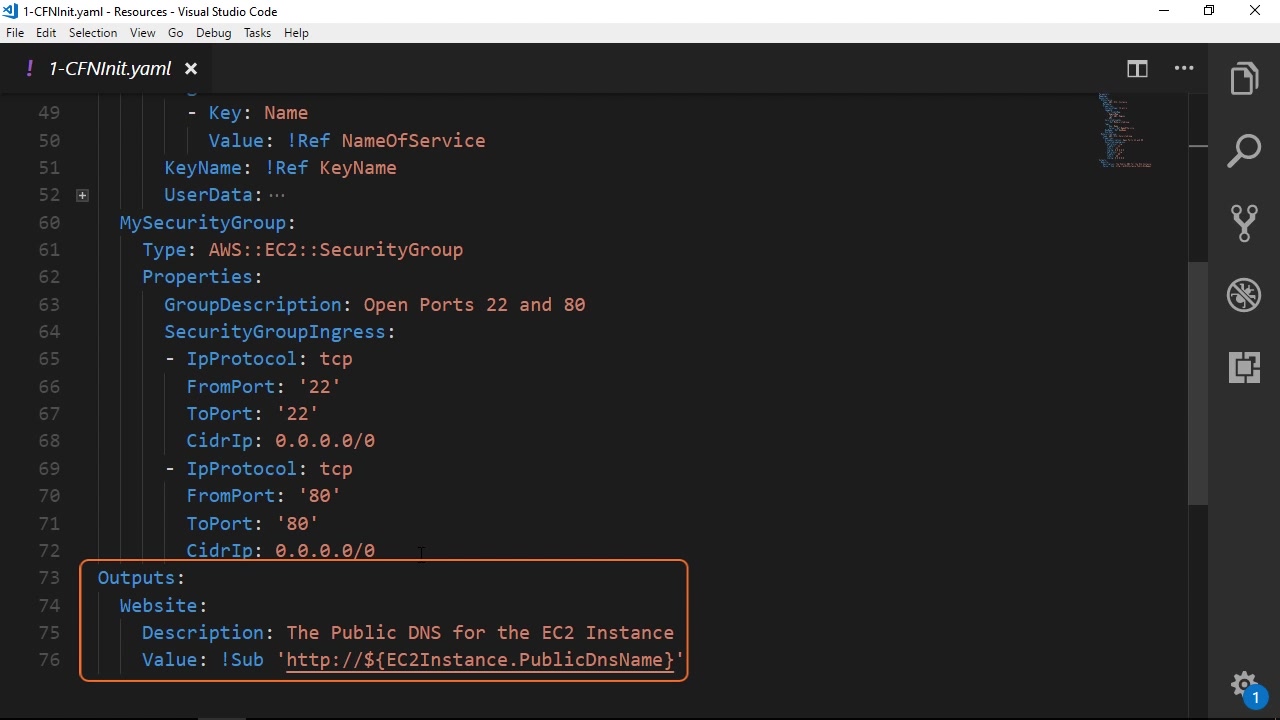 1-CFNInit.yaml - Resources - Visual Studio Code
File Edit Selection View Go Debug Tasks Help
! 1-CFNInit.yaml ×
49 - Key: Name
50 Value: !Ref NameOfService
51 KeyName: !Ref KeyName
52 UserData: ...
60 MySecurityGroup:
61 Type: AWS::EC2::SecurityGroup
62 Properties:
63 GroupDescription: Open Ports 22 and 80
64 SecurityGroupIngress:
65 - IpProtocol: tcp
66 FromPort: '22'
67 ToPort: '22'
68 CidrIp: 0.0.0.0/0
69 - IpProtocol: tcp
70 FromPort: '80'
71 ToPort: '80'
72 CidrIp: 0.0.0.0/0
73 Outputs:
74 Website:
75 Description: The Public DNS for the EC2 Instance
76 Value: !Sub 'http://${EC2Instance.PublicDnsName}'
1